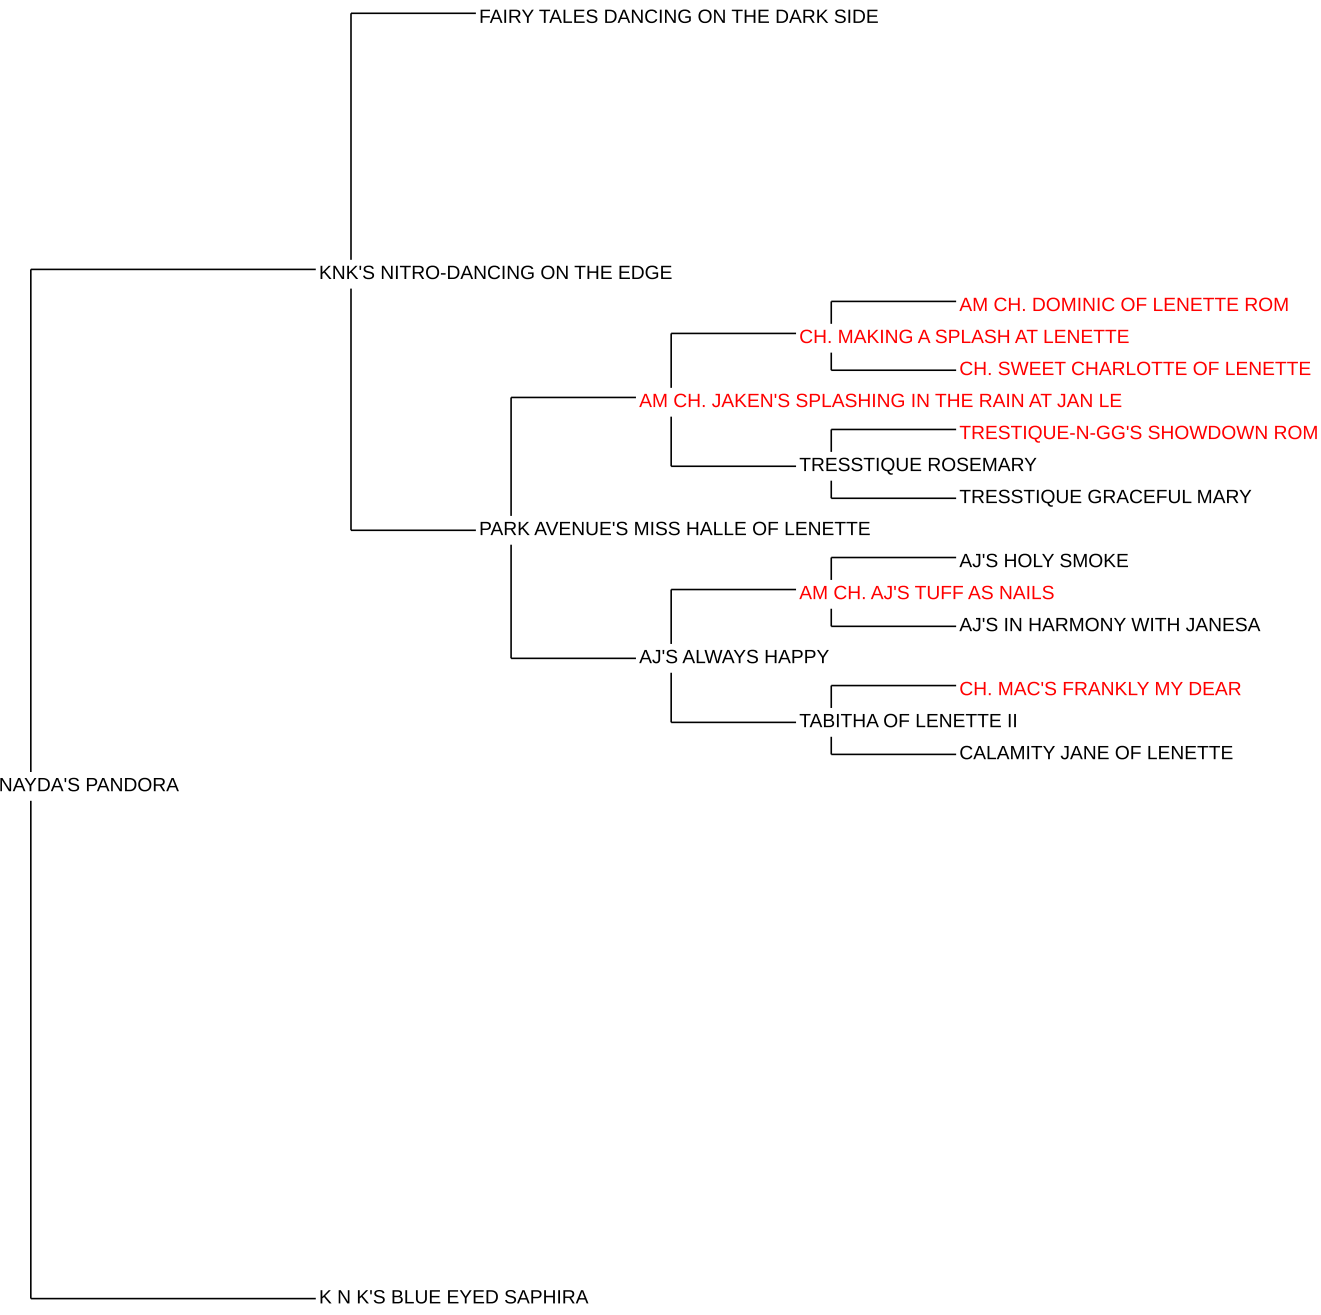 FAIRY TALES DANCING ON THE DARK SIDE
KNK'S NITRO-DANCING ON THE EDGE
AM CH. DOMINIC OF LENETTE ROM
CH. MAKING A SPLASH AT LENETTE
CH. SWEET CHARLOTTE OF LENETTE
AM CH. JAKEN'S SPLASHING IN THE RAIN AT JAN LE
TRESTIQUE-N-GG'S SHOWDOWN ROM
TRESSTIQUE ROSEMARY
TRESSTIQUE GRACEFUL MARY
PARK AVENUE'S MISS HALLE OF LENETTE
AJ'S HOLY SMOKE
AM CH. AJ'S TUFF AS NAILS
AJ'S IN HARMONY WITH JANESA
AJ'S ALWAYS HAPPY
CH. MAC'S FRANKLY MY DEAR
TABITHA OF LENETTE II
CALAMITY JANE OF LENETTE
NAYDA'S PANDORA
K N K'S BLUE EYED SAPHIRA